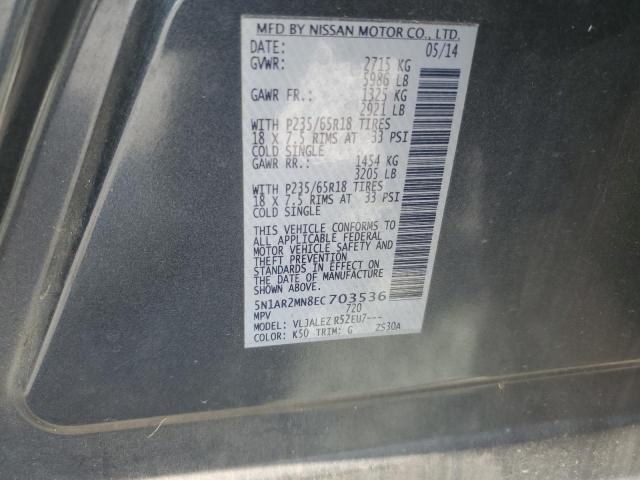 MFD BY NISSAN MOTOR CO., LTD.
DATE: 05/14
GVWR: 2715 KG
5986 LB
GAWR FR.: 1325 KG
2921 LB
WITH P235/65R18 TIRES
18 X 7.5 RIMS AT 33 PSI
COLD SINGLE
GAWR RR.: 1454 KG
3205 LB
WITH P235/65R18 TIRES
18 X 7.5 RIMS AT 33 PSI
COLD SINGLE
THIS VEHICLE CONFORMS TO
ALL APPLICABLE FEDERAL
MOTOR VEHICLE SAFETY AND
THEFT PREVENTION
STANDARDS IN EFFECT ON
THE DATE OF MANUFACTURE
5N1AR2MN8EC703536
MPV 720
MODEL: VLJALEZ R52EU7---
COLOR: K50 TRIM: G ZS30A